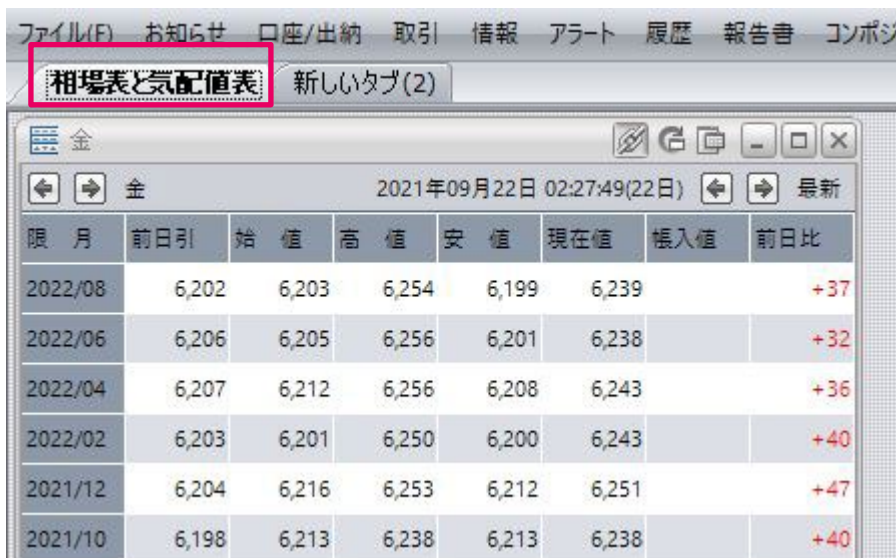 ファイル(F) お知らせ 口座/出納 取引 情報 アラート 履歴 報告書 コンポジ
相場表と気配値表 新しいタブ(2)
金
金 2021年09月22日 02:27:49(22日) 最新
限 月 前日引 始 値 高 値 安 値 現在値 帳入値 前日比
2022/08 6,202 6,203 6,254 6,199 6,239 +37
2022/06 6,206 6,205 6,256 6,201 6,238 +32
2022/04 6,207 6,212 6,256 6,208 6,243 +36
2022/02 6,203 6,201 6,250 6,200 6,243 +40
2021/12 6,204 6,216 6,253 6,212 6,251 +47
2021/10 6,198 6,213 6,238 6,213 6,238 +40